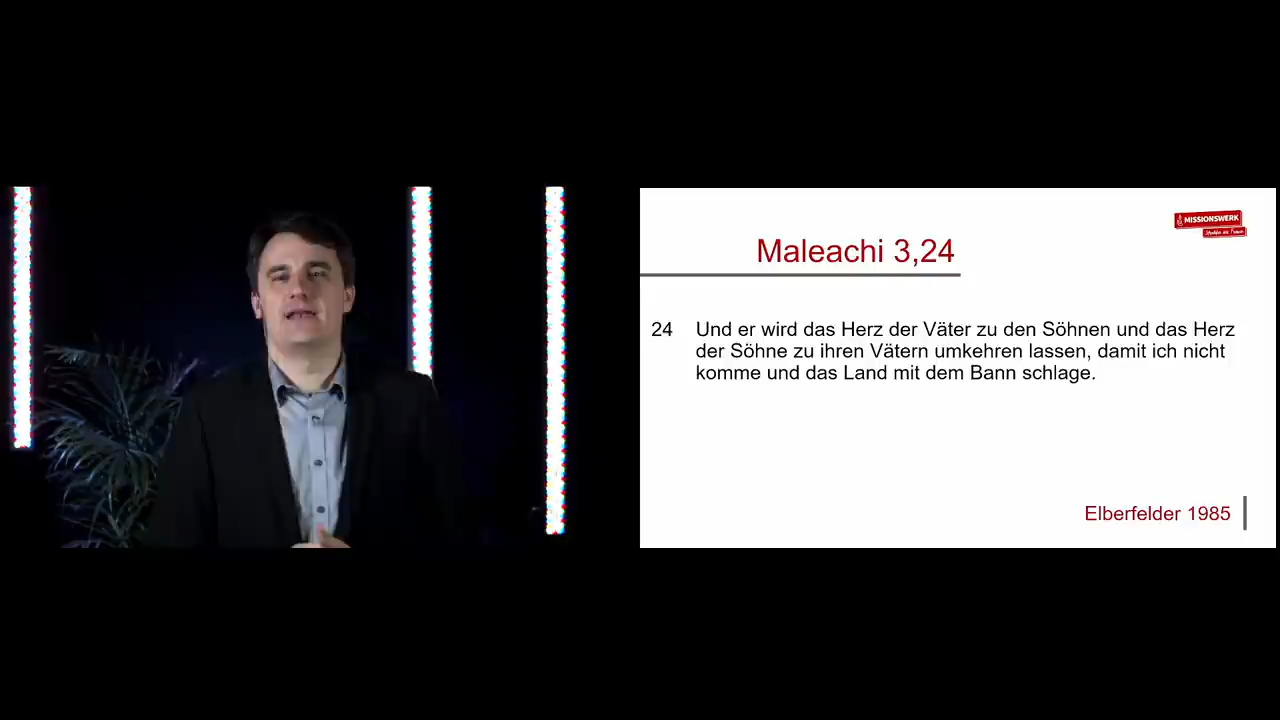 MISSIONSWERK
Maleachi 3,24
24 Und er wird das Herz der Väter zu den Söhnen und das Herz
der Söhne zu ihren Vätern umkehren lassen, damit ich nicht
komme und das Land mit dem Bann schlage.
Elberfelder 1985